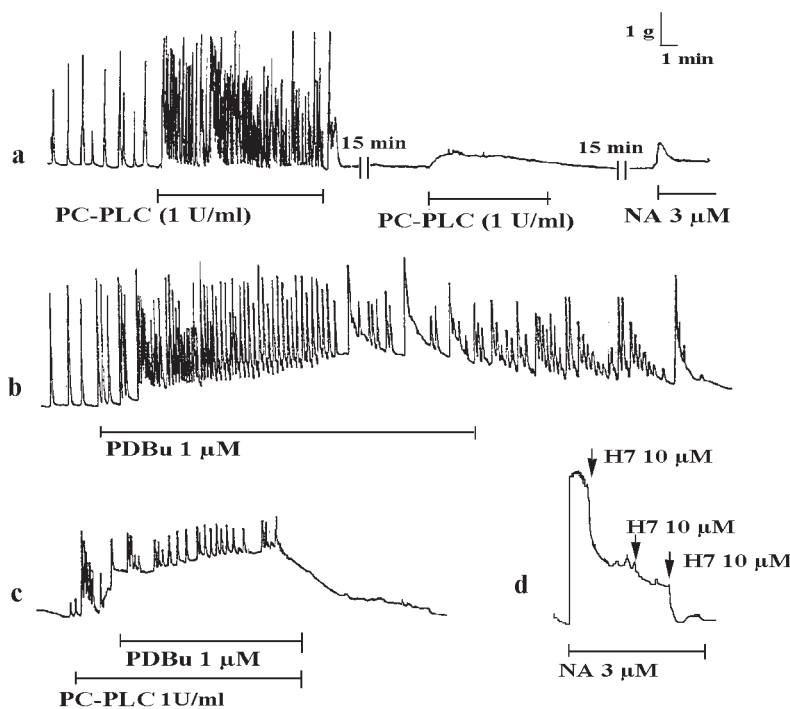 1 g
1 min
a
15 min
15 min
PC-PLC (1 U/ml)
PC-PLC (1 U/ml)
NA 3 μM
b
PDBu 1 μM
H7 10 μM
H7 10 μM
H7 10 μM
c
d
PDBu 1 μM
NA 3 μM
PC-PLC 1U/ml